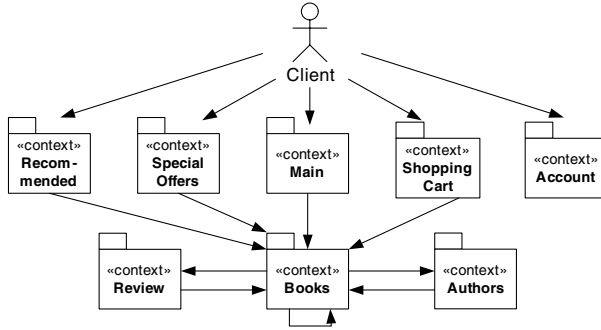 Client
«context»
Recom-
mended
«context»
Special
Offers
«context»
Main
«context»
Shopping
Cart
«context»
Account
«context»
Review
«context»
Books
«context»
Authors